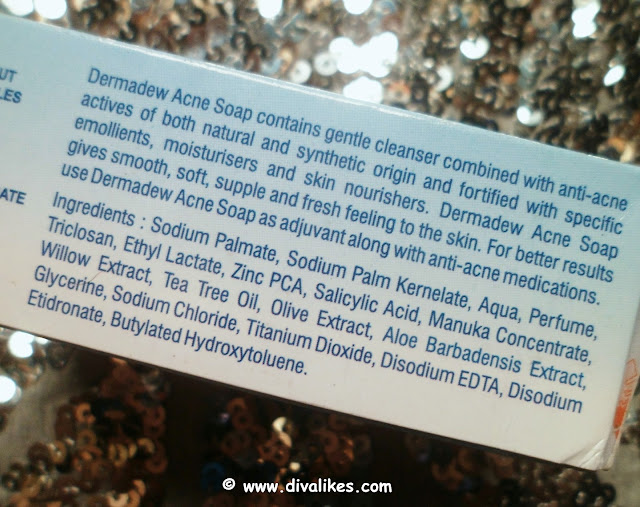 UT
LES
Dermadew Acne Soap contains gentle cleanser combined with anti-acne
actives of both natural and synthetic origin and fortified with specific
emollients, moisturisers and skin nourishers. Dermadew Acne Soap
gives smooth, soft, supple and fresh feeling to the skin. For better results
use Dermadew Acne Soap as adjuvant along with anti-acne medications.
ATE
Ingredients : Sodium Palmate, Sodium Palm Kernelate, Aqua, Perfume,
Triclosan, Ethyl Lactate, Zinc PCA, Salicylic Acid, Manuka Concentrate,
Willow Extract, Tea Tree Oil, Olive Extract, Aloe Barbadensis Extract,
Glycerine, Sodium Chloride, Titanium Dioxide, Disodium EDTA, Disodium
Etidronate, Butylated Hydroxytoluene.
© www.divalikes.com